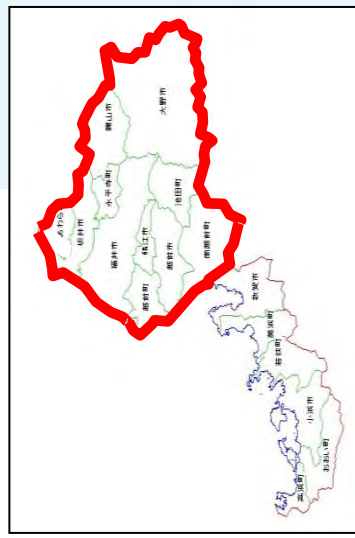 あわら
坂井市
勝山市
永平寺町
大野市
福井市
鯖江市
池田町
越前町
越前市
南越前町
敦賀市
美浜町
若狭町
小浜市
おおい町
高浜町